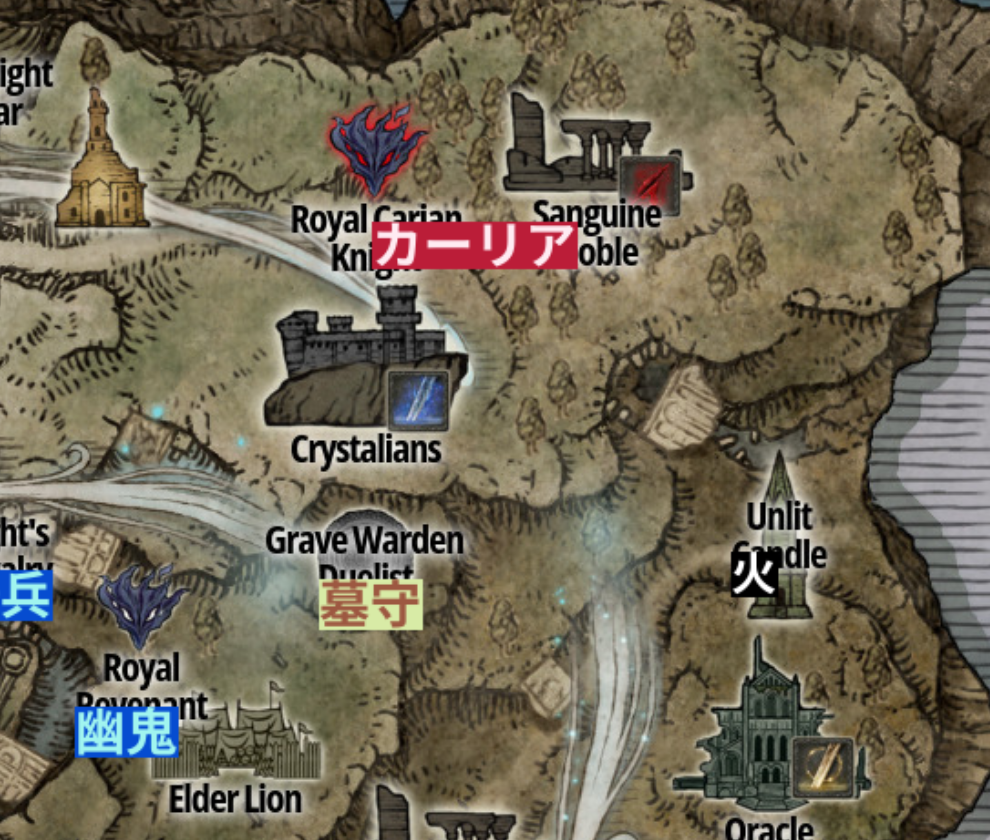 ight
ar
Royal Carian
Knight
カーリア
Sanguine
oble
Crystalians
Grave Warden
Duelist
墓守
ht's
alry
兵
Unlit
Candle
火
Royal
Revenant
幽鬼
Elder Lion
Oracle